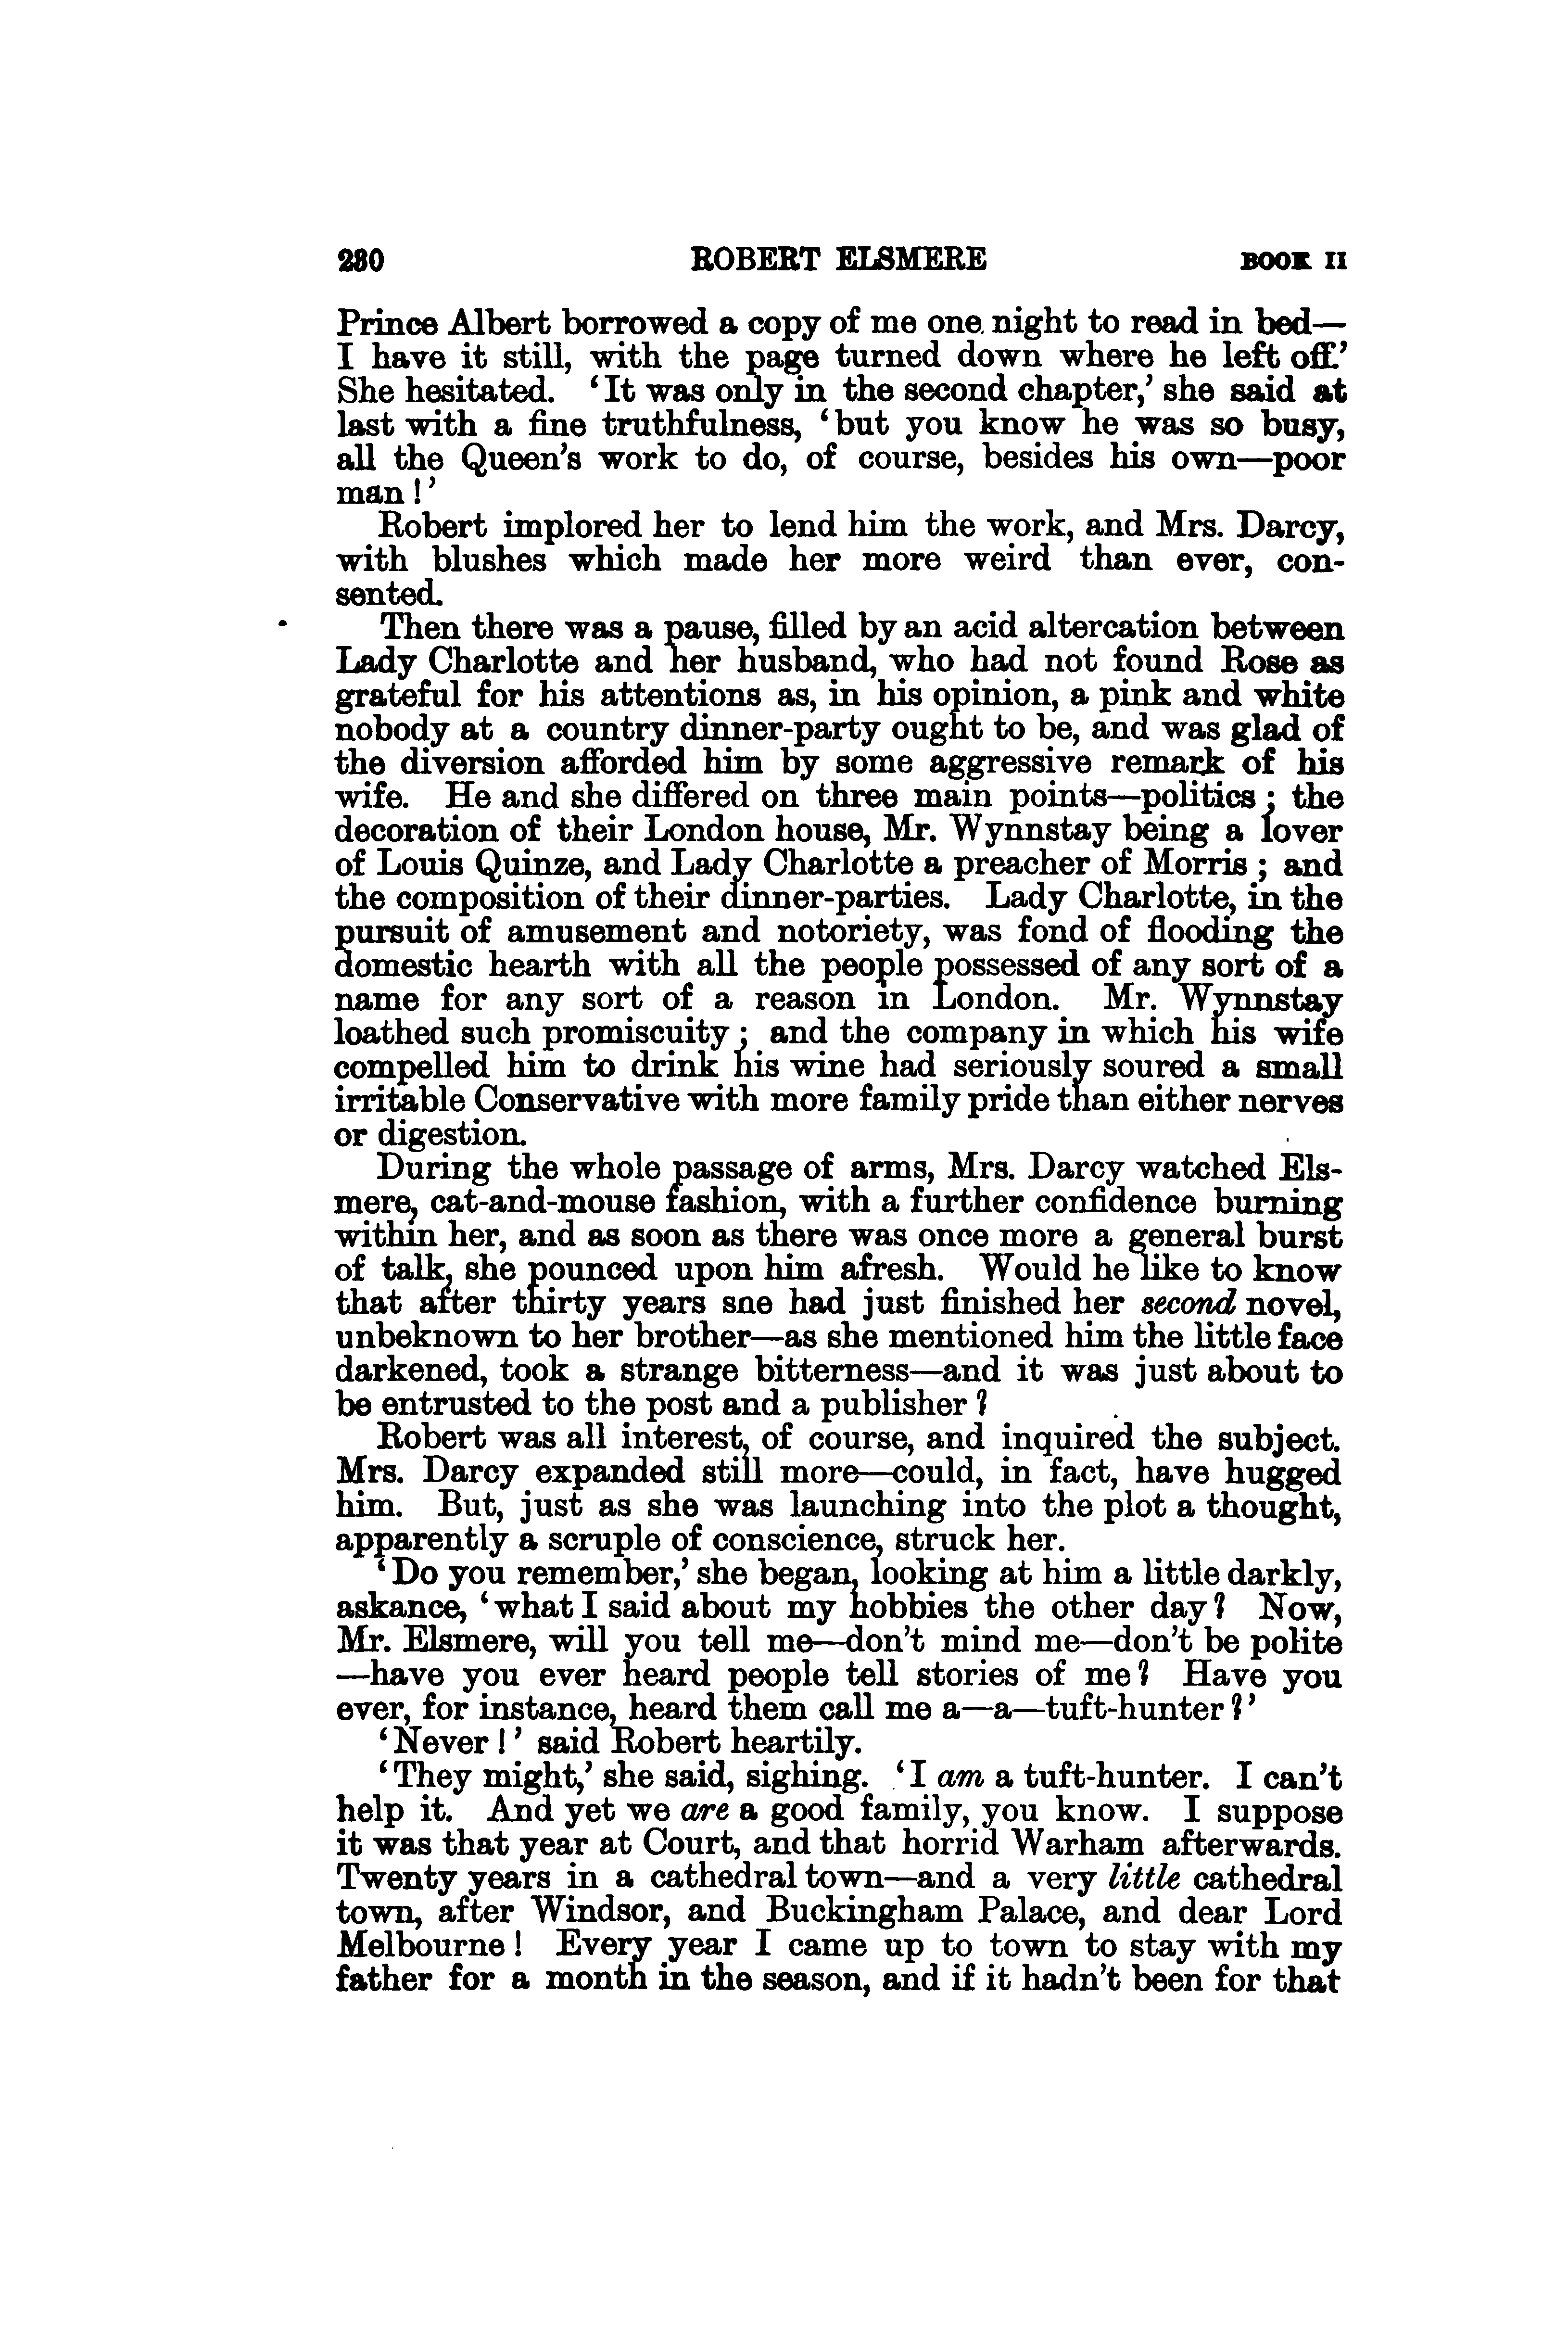 230 ROBERT ELSMERE BOOK II
Prince Albert borrowed a copy of me one night to read in bed—
I have it still, with the page turned down where he left off.’
She hesitated. ‘It was only in the second chapter,’ she said at
last with a fine truthfulness, ‘but you know he was so busy,
all the Queen’s work to do, of course, besides his own—poor
man!’
Robert implored her to lend him the work, and Mrs. Darcy,
with blushes which made her more weird than ever, con-
sented.
Then there was a pause, filled by an acid altercation between
Lady Charlotte and her husband, who had not found Rose as
grateful for his attentions as, in his opinion, a pink and white
nobody at a country dinner-party ought to be, and was glad of
the diversion afforded him by some aggressive remark of his
wife. He and she differed on three main points—politics; the
decoration of their London house, Mr. Wynnstay being a lover
of Louis Quinze, and Lady Charlotte a preacher of Morris; and
the composition of their dinner-parties. Lady Charlotte, in the
pursuit of amusement and notoriety, was fond of flooding the
domestic hearth with all the people possessed of any sort of a
name for any sort of a reason in London. Mr. Wynnstay
loathed such promiscuity; and the company in which his wife
compelled him to drink his wine had seriously soured a small
irritable Conservative with more family pride than either nerves
or digestion.
During the whole passage of arms, Mrs. Darcy watched Els-
mere, cat-and-mouse fashion, with a further confidence burning
within her, and as soon as there was once more a general burst
of talk, she pounced upon him afresh. Would he like to know
that after thirty years she had just finished her second novel,
unbeknown to her brother—as she mentioned him the little face
darkened, took a strange bitterness—and it was just about to
be entrusted to the post and a publisher?
Robert was all interest, of course, and inquired the subject.
Mrs. Darcy expanded still more—could, in fact, have hugged
him. But, just as she was launching into the plot a thought,
apparently a scruple of conscience, struck her.
‘Do you remember,’ she began, looking at him a little darkly,
askance, ‘what I said about my hobbies the other day? Now,
Mr. Elsmere, will you tell me—don’t mind me—don’t be polite
—have you ever heard people tell stories of me? Have you
ever, for instance, heard them call me a—a—tuft-hunter?’
‘Never!’ said Robert heartily.
‘They might,’ she said, sighing. ‘I am a tuft-hunter. I can’t
help it. And yet we are a good family, you know. I suppose
it was that year at Court, and that horrid Warham afterwards.
Twenty years in a cathedral town—and a very little cathedral
town, after Windsor, and Buckingham Palace, and dear Lord
Melbourne! Every year I came up to town to stay with my
father for a month in the season, and if it hadn’t been for that